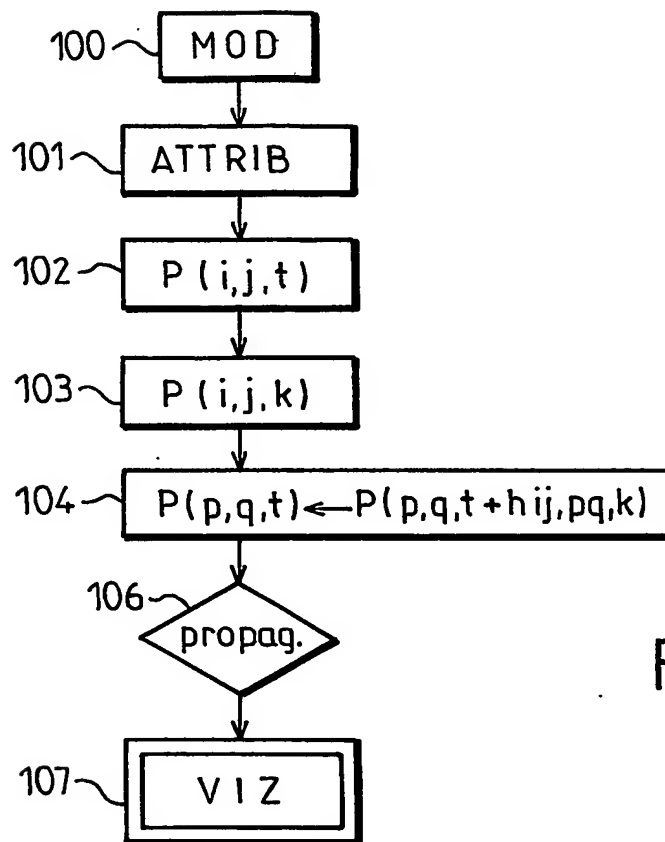 100 MOD
101 ATTRIB
102 P(i,j,t)
103 P(i,j,k)
104 P(p,q,t)←P(p,q,t+hij,pq,k)
106 propag.
107 VIZ